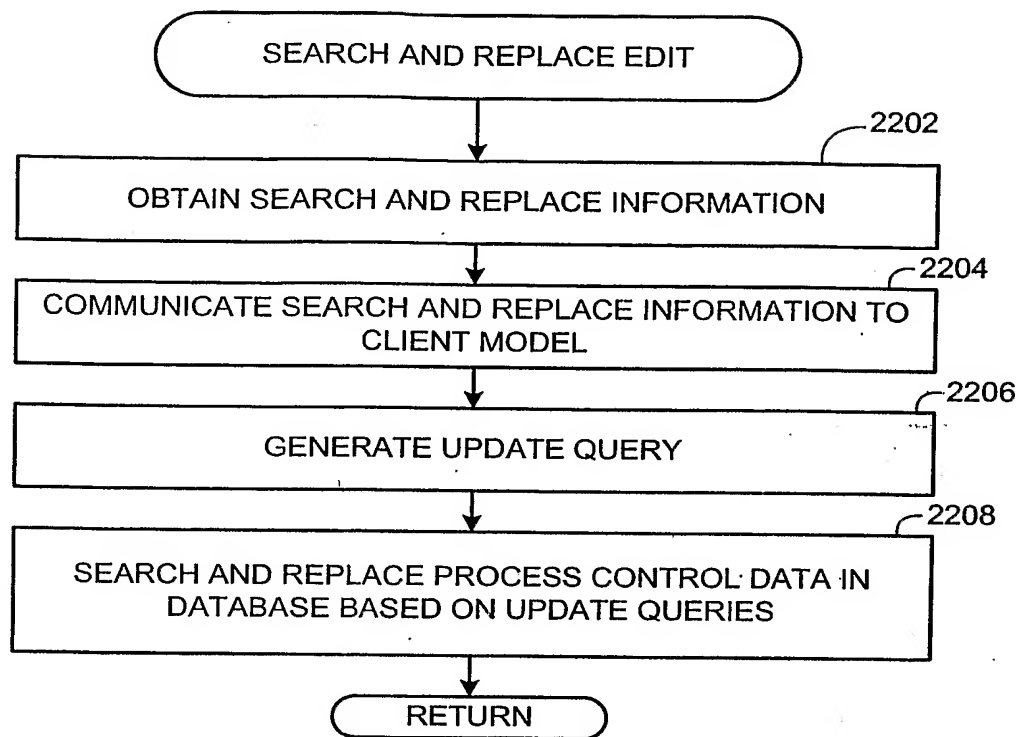 SEARCH AND REPLACE EDIT
2202
OBTAIN SEARCH AND REPLACE INFORMATION
2204
COMMUNICATE SEARCH AND REPLACE INFORMATION TO
CLIENT MODEL
2206
GENERATE UPDATE QUERY
2208
SEARCH AND REPLACE PROCESS CONTROL DATA IN
DATABASE BASED ON UPDATE QUERIES
RETURN